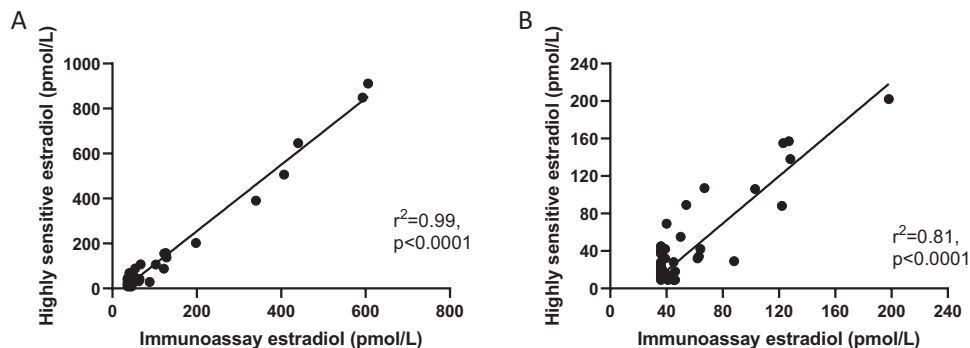 A
Highly sensitive estradiol (pmol/L)
1000
800
600
400
200
0
0 200 400 600 800
Immunoassay estradiol (pmol/L)
r²=0.99,
p<0.0001
B
Highly sensitive estradiol (pmol/L)
240
200
160
120
80
40
0
0 40 80 120 160 200 240
Immunoassay estradiol (pmol/L)
r²=0.81,
p<0.0001